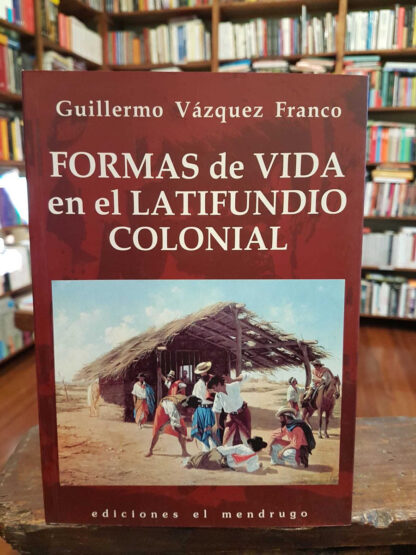 Guillermo Vázquez Franco
FORMAS de VIDA
en el LATIFUNDIO
COLONIAL
ediciones el mendrugo